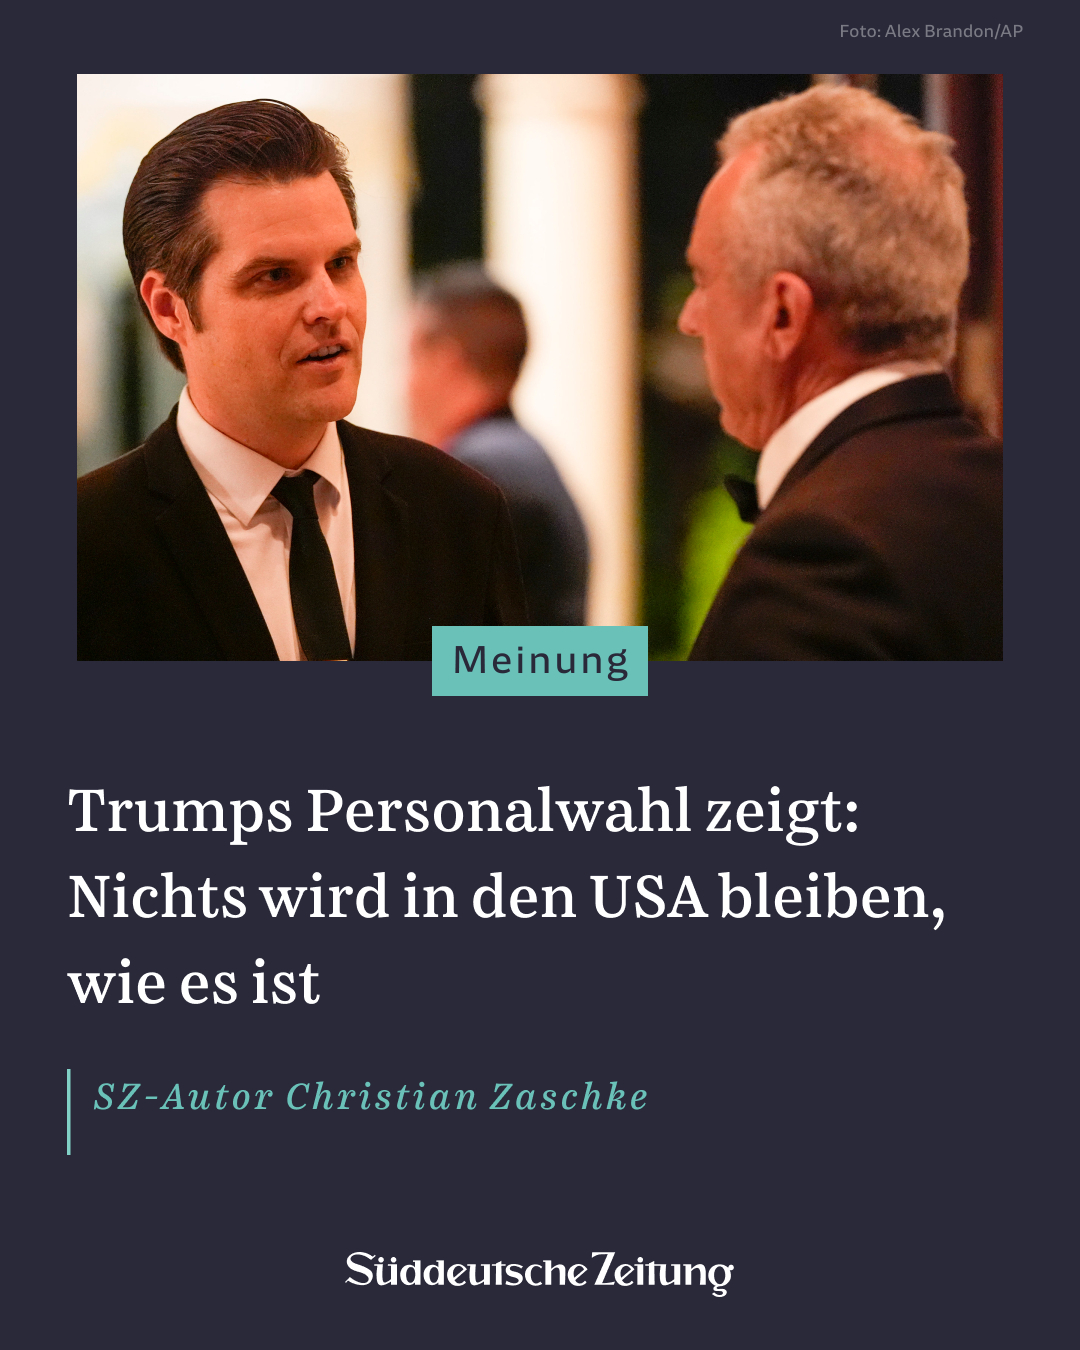 Foto: Alex Brandon/AP
Meinung
Trumps Personalwahl zeigt:
Nichts wird in den USA bleiben,
wie es ist
SZ-Autor Christian Zaschke
Süddeutsche Zeitung